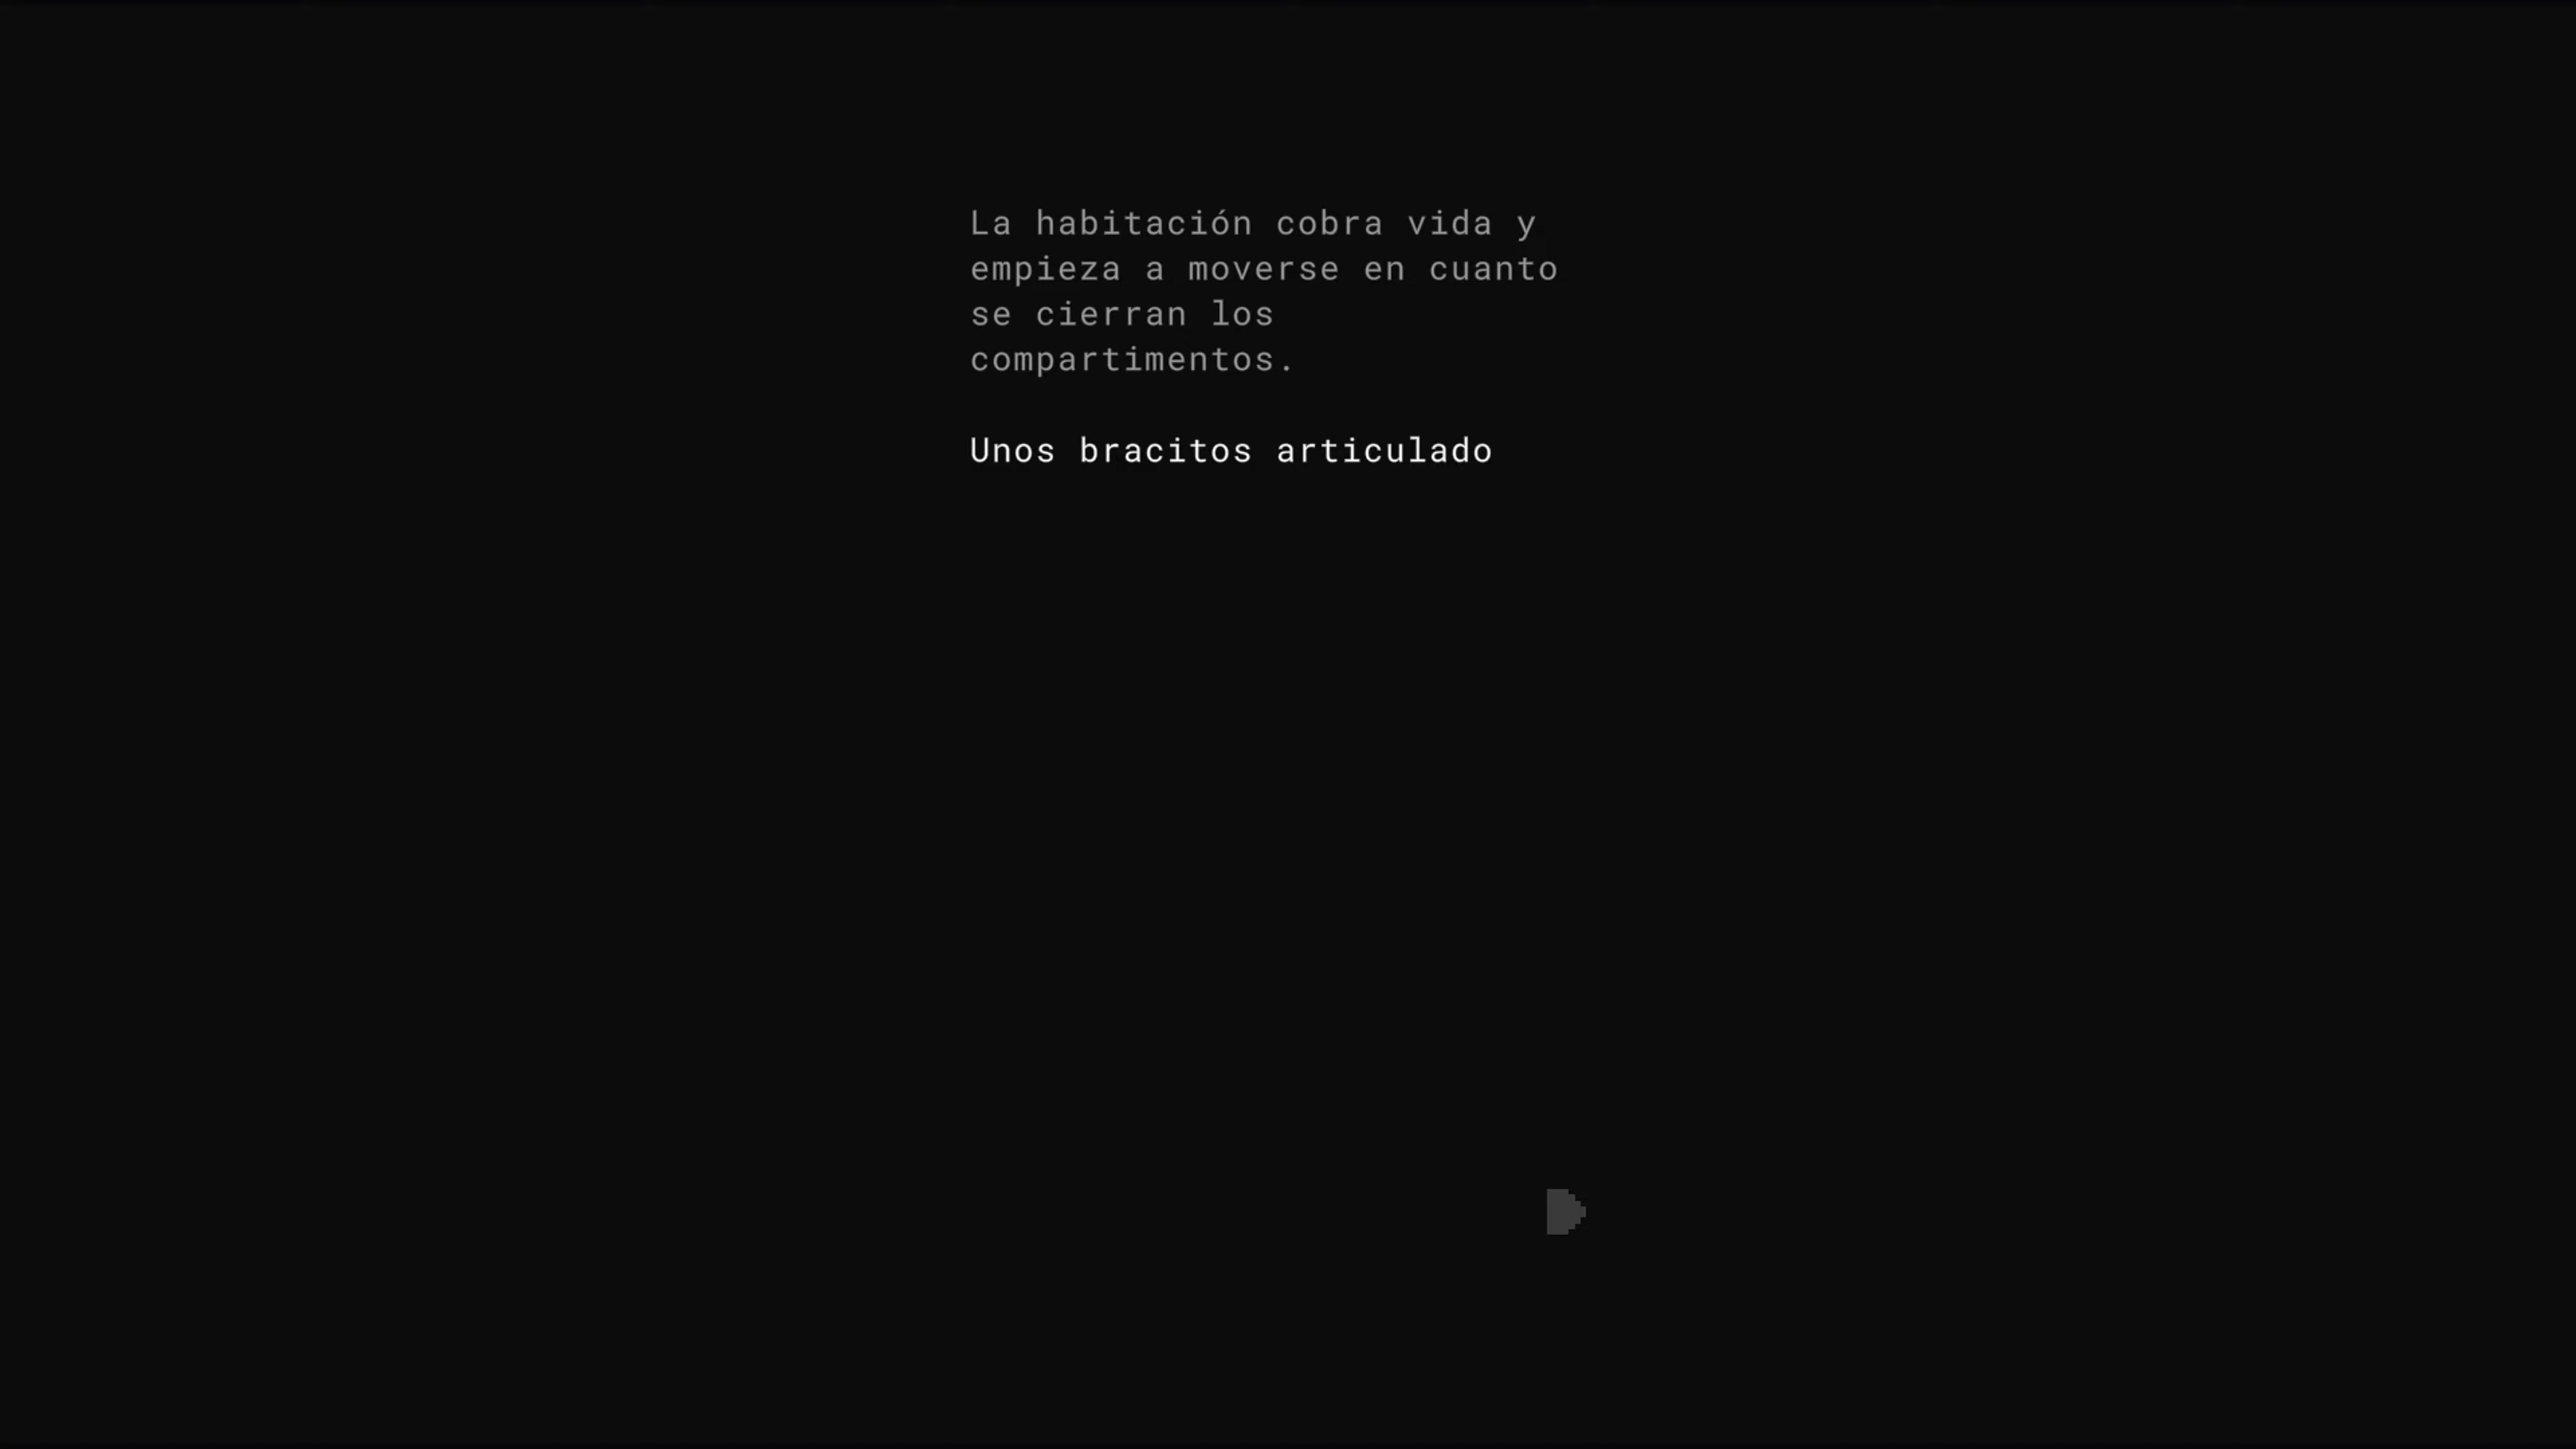 La habitación cobra vida y
empieza a moverse en cuanto
se cierran los
compartimentos.
Unos bracitos articulado